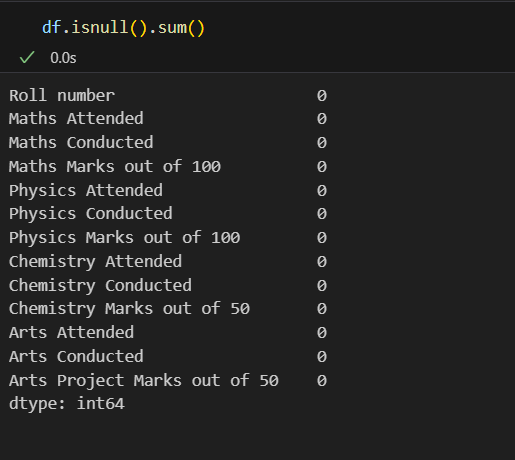 df.isnull().sum()
0.0s
Roll number 0
Maths Attended 0
Maths Conducted 0
Maths Marks out of 100 0
Physics Attended 0
Physics Conducted 0
Physics Marks out of 100 0
Chemistry Attended 0
Chemistry Conducted 0
Chemistry Marks out of 50 0
Arts Attended 0
Arts Conducted 0
Arts Project Marks out of 50 0
dtype: int64